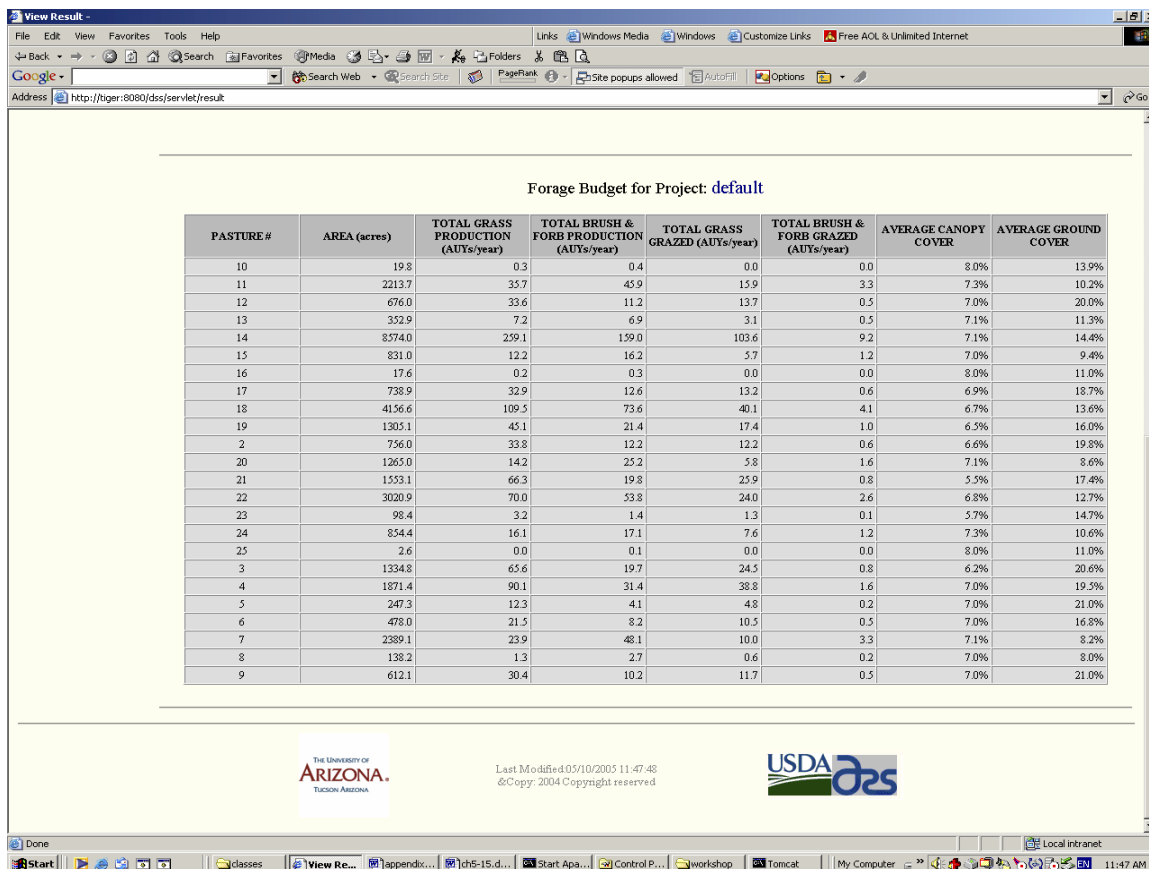 View Result -
File Edit View Favorites Tools Help Links Windows Media Windows Customize Links Free AOL & Unlimited Internet
Back Search Favorites Media Folders
Google Search Web Search Site PageRank Site popups allowed AutoFill Options
Address http://tiger:8080/dss/servlet/result Go
Forage Budget for Project: default
PASTURE # AREA (acres) TOTAL GRASS PRODUCTION (AUYs/year) TOTAL BRUSH & FORB PRODUCTION (AUYs/year) TOTAL GRASS GRAZED (AUYs/year) TOTAL BRUSH & FORB GRAZED (AUYs/year) AVERAGE CANOPY COVER AVERAGE GROUND COVER
10 19.8 0.3 0.4 0.0 0.0 8.0% 13.9%
11 2213.7 35.7 45.9 15.9 3.3 7.3% 10.2%
12 676.0 33.6 11.2 13.7 0.5 7.0% 20.0%
13 352.9 7.2 6.9 3.1 0.5 7.1% 11.3%
14 8574.0 259.1 159.0 103.6 9.2 7.1% 14.4%
15 831.0 12.2 16.2 5.7 1.2 7.0% 9.4%
16 17.6 0.2 0.3 0.0 0.0 8.0% 11.0%
17 738.9 32.9 12.6 13.2 0.6 6.9% 18.7%
18 4156.6 109.5 73.6 40.1 4.1 6.7% 13.6%
19 1305.1 45.1 21.4 17.4 1.0 6.5% 16.0%
2 756.0 33.8 12.2 12.2 0.6 6.6% 19.8%
20 1265.0 14.2 25.2 5.8 1.6 7.1% 8.6%
21 1553.1 66.3 19.8 25.9 0.8 5.5% 17.4%
22 3020.9 70.0 53.8 24.0 2.6 6.8% 12.7%
23 98.4 3.2 1.4 1.3 0.1 5.7% 14.7%
24 854.4 16.1 17.1 7.6 1.2 7.3% 10.6%
25 2.6 0.0 0.1 0.0 0.0 8.0% 11.0%
3 1334.8 65.6 19.7 24.5 0.8 6.2% 20.6%
4 1871.4 90.1 31.4 38.8 1.6 7.0% 19.5%
5 247.3 12.3 4.1 4.8 0.2 7.0% 21.0%
6 478.0 21.5 8.2 10.5 0.5 7.0% 16.8%
7 2389.1 23.9 48.1 10.0 3.3 7.1% 8.2%
8 138.2 1.3 2.7 0.6 0.2 7.0% 8.0%
9 612.1 30.4 10.2 11.7 0.5 7.0% 21.0%
THE UNIVERSITY OF
ARIZONA.
TUCSON ARIZONA
Last Modified:05/10/2005 11:47:48
&Copy: 2004 Copyright reserved
USDA ars
Done Local intranet
Start classes View Re... appendix... ch5-15.d... Start Apa... Control P... workshop Tomcat My Computer EN 11:47 AM